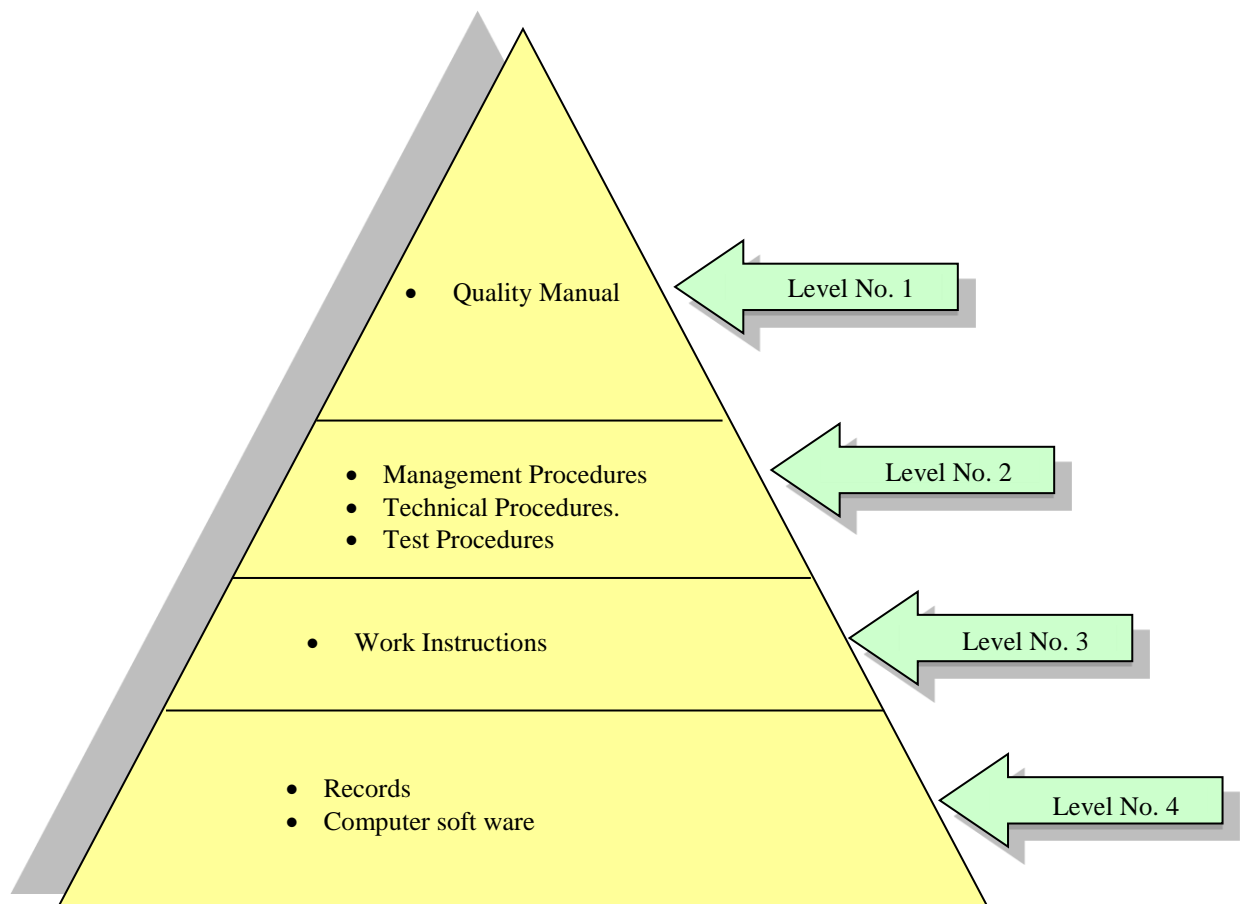 • Quality Manual
Level No. 1
• Management Procedures
• Technical Procedures.
• Test Procedures
Level No. 2
• Work Instructions
Level No. 3
• Records
• Computer soft ware
Level No. 4